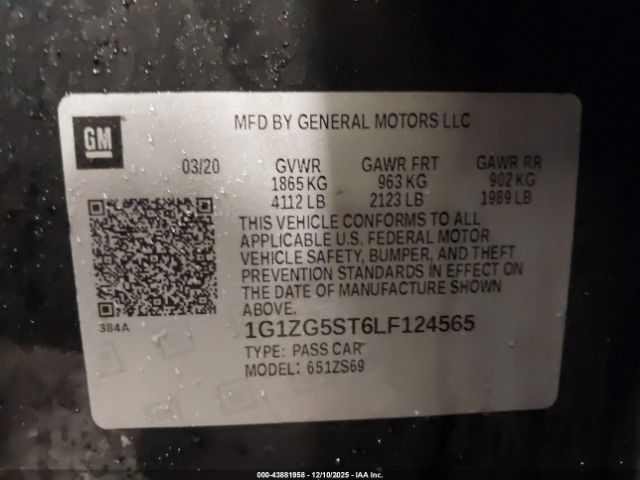 GM
MFD BY GENERAL MOTORS LLC
03/20 GVWR GAWR FRT GAWR RR
1865 KG 963 KG 902 KG
4112 LB 2123 LB 1989 LB
THIS VEHICLE CONFORMS TO ALL
APPLICABLE U.S. FEDERAL MOTOR
VEHICLE SAFETY, BUMPER, AND THEFT
PREVENTION STANDARDS IN EFFECT ON
THE DATE OF MANUFACTURE SHOWN
ABOVE.
384A
1G1ZG5ST6LF124565
TYPE: PASS CAR
MODEL: 651ZS69
000-43881958 - 12/10/2025 - IAAI.com